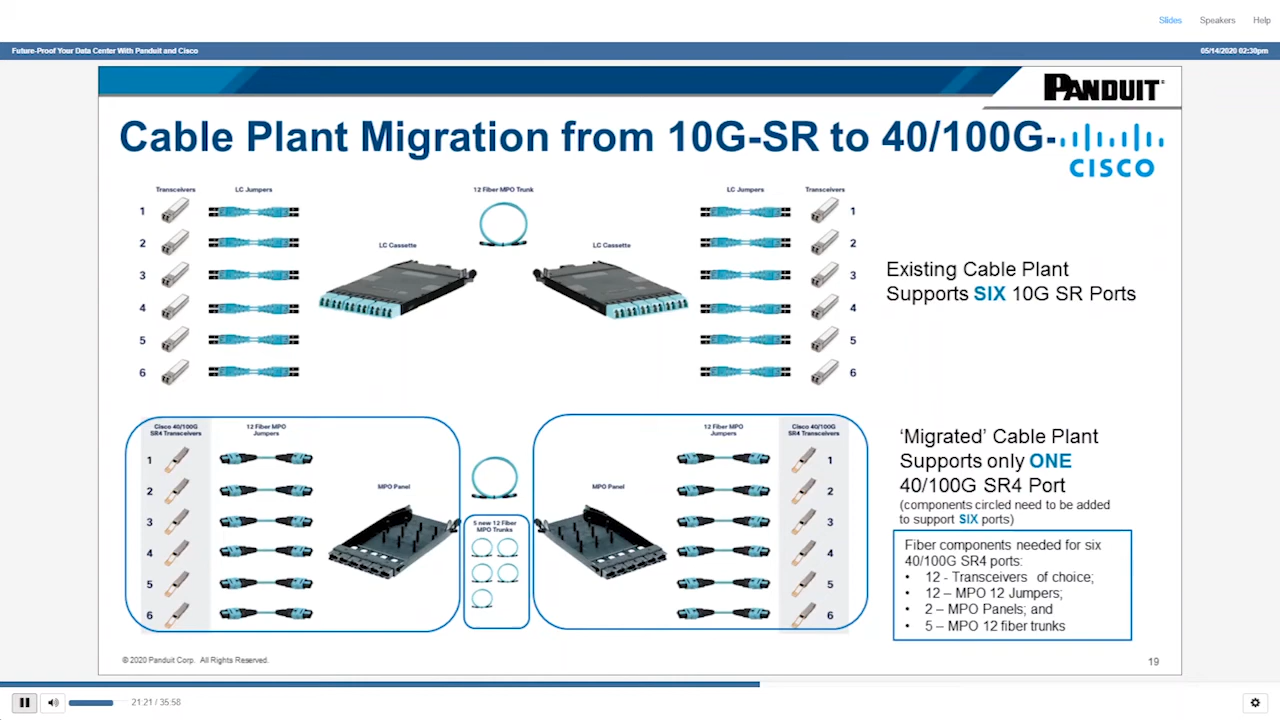 Slides Speakers Help
Future-Proof Your Data Center With Panduit and Cisco
05/14/2020 02:30pm
PANDUIT
Cable Plant Migration from 10G-SR to 40/100G-
CISCO
Transceivers
LC Jumpers
12 Fiber MPO Trunk
LC Jumpers
Transceivers
1
2
3
4
5
6
LC Cassette
LC Cassette
1
2
3
4
5
6
Existing Cable Plant
Supports SIX 10G SR Ports
Cisco 40/100G
SR4 Transceivers
12 Fiber MPO
Jumpers
1
2
3
4
5
6
MPO Panel
5 new 12 Fiber
MPO Trunks
MPO Panel
12 Fiber MPO
Jumpers
Cisco 40/100G
SR4 Transceivers
1
2
3
4
5
6
‘Migrated’ Cable Plant
Supports only ONE
40/100G SR4 Port
(components circled need to be added
to support SIX ports)
Fiber components needed for six
40/100G SR4 ports:
• 12 - Transceivers of choice;
• 12 – MPO 12 Jumpers;
• 2 – MPO Panels; and
• 5 – MPO 12 fiber trunks
© 2020 Panduit Corp. All Rights Reserved.
19
21:21 / 35:58